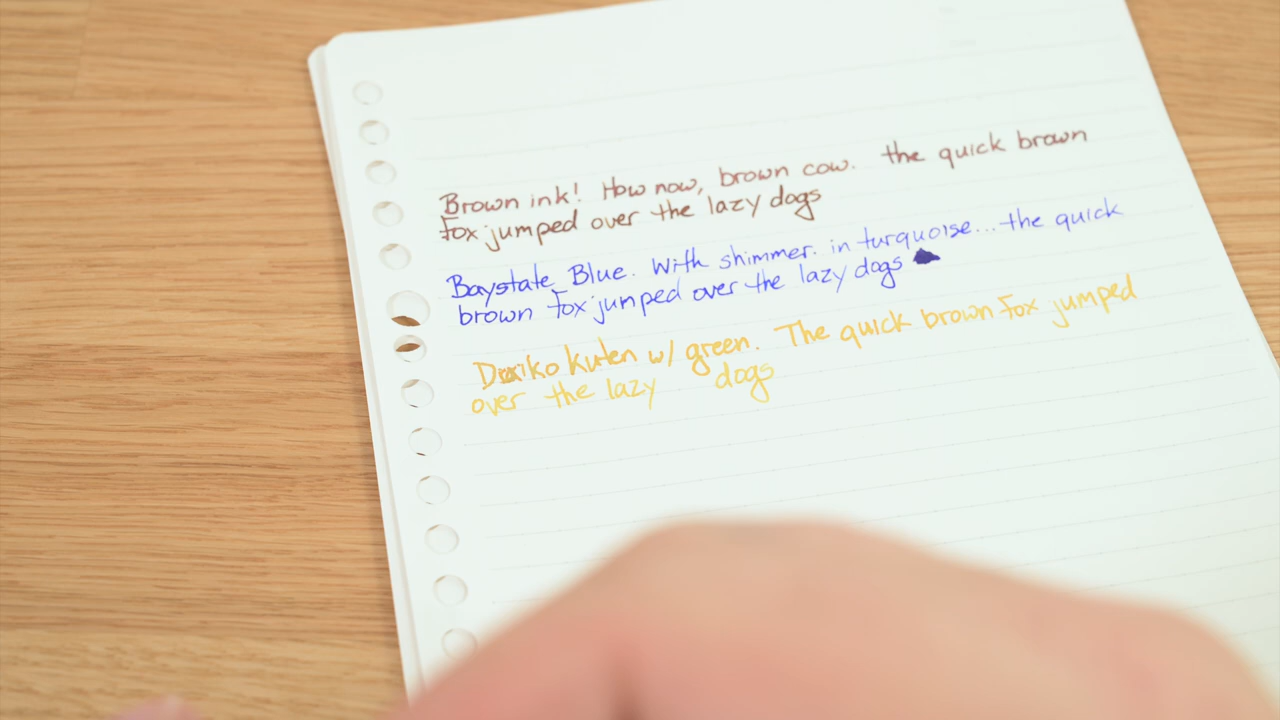 Brown ink! How now, brown cow. the quick brown
fox jumped over the lazy dogs
Baystate Blue. With shimmer. in turquoise... the quick
brown fox jumped over the lazy dogs
kuten w/ green. The quick brown fox jumped
over the lazy dogs